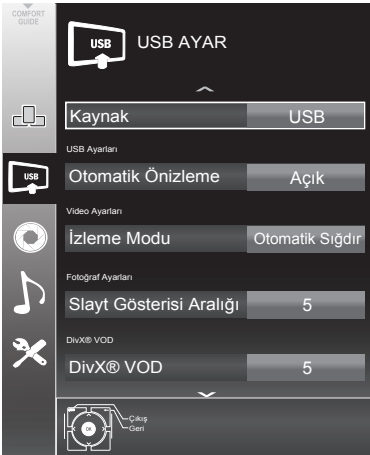 COMFORT
GUIDE
USB
USB AYAR
Kaynak USB
USB Ayarları
USB
Otomatik Önizleme Açık
Video Ayarları
İzleme Modu Otomatik Sığdır
Fotoğraf Ayarları
Slayt Gösterisi Aralığı 5
DivX® VOD
DivX® VOD 5
Çıkış
OK
Geri